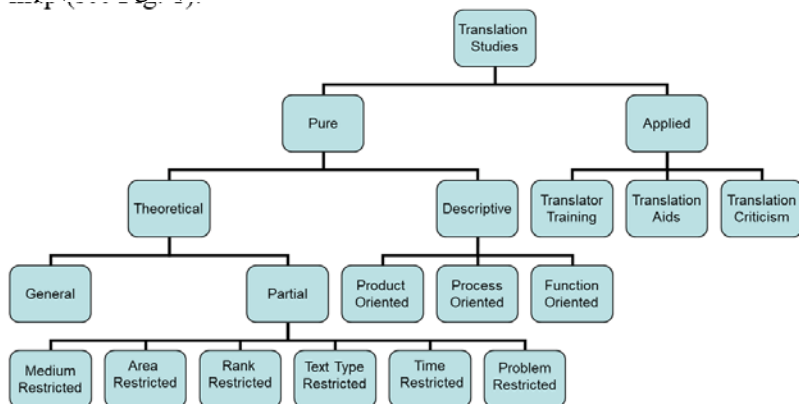 Translation
Studies
Pure
Applied
Theoretical
Descriptive
Translator
Training
Translation
Aids
Translation
Criticism
General
Partial
Product
Oriented
Process
Oriented
Function
Oriented
Medium
Restricted
Area
Restricted
Rank
Restricted
Text Type
Restricted
Time
Restricted
Problem
Restricted